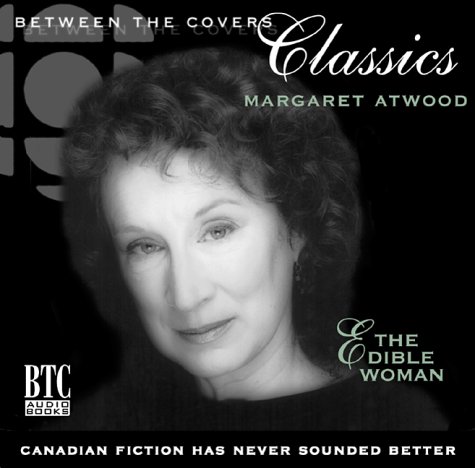 BETWEEN THE COVERS
BETWEEN THE COVERS
Classics
MARGARET ATWOOD
THE
EDIBLE
WOMAN
BTC
AUDIO
BOOKS
CANADIAN FICTION HAS NEVER SOUNDED BETTER